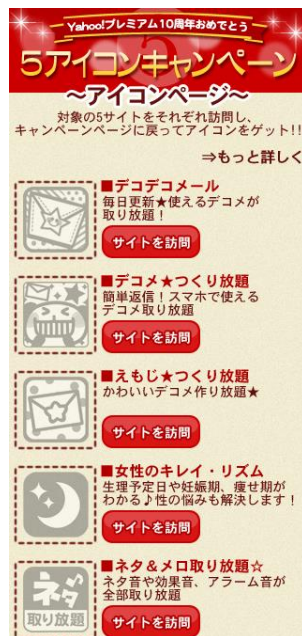 Yahoo!プレミアム10周年おめでとう
5アイコンキャンペーン
～アイコンページ～
対象の5サイトをそれぞれ訪問し、
キャンペーンページに戻ってアイコンをゲット!!
⇒もっと詳しく
■デコデコメール
毎日更新★使えるデコメが
取り放題！
サイトを訪問
■デコメ★つくり放題
簡単返信！スマホで使える
デコメ取り放題
サイトを訪問
■えもじ★つくり放題
かわいいデコメ作り放題★
サイトを訪問
■女性のキレイ・リズム
生理予定日や妊娠期、痩せ期が
わかる♪性の悩みも解決します！
サイトを訪問
■ネタ＆メロ取り放題☆
ネタ音や効果音、アラーム音が
全部取り放題
ネタ
取り放題
サイトを訪問